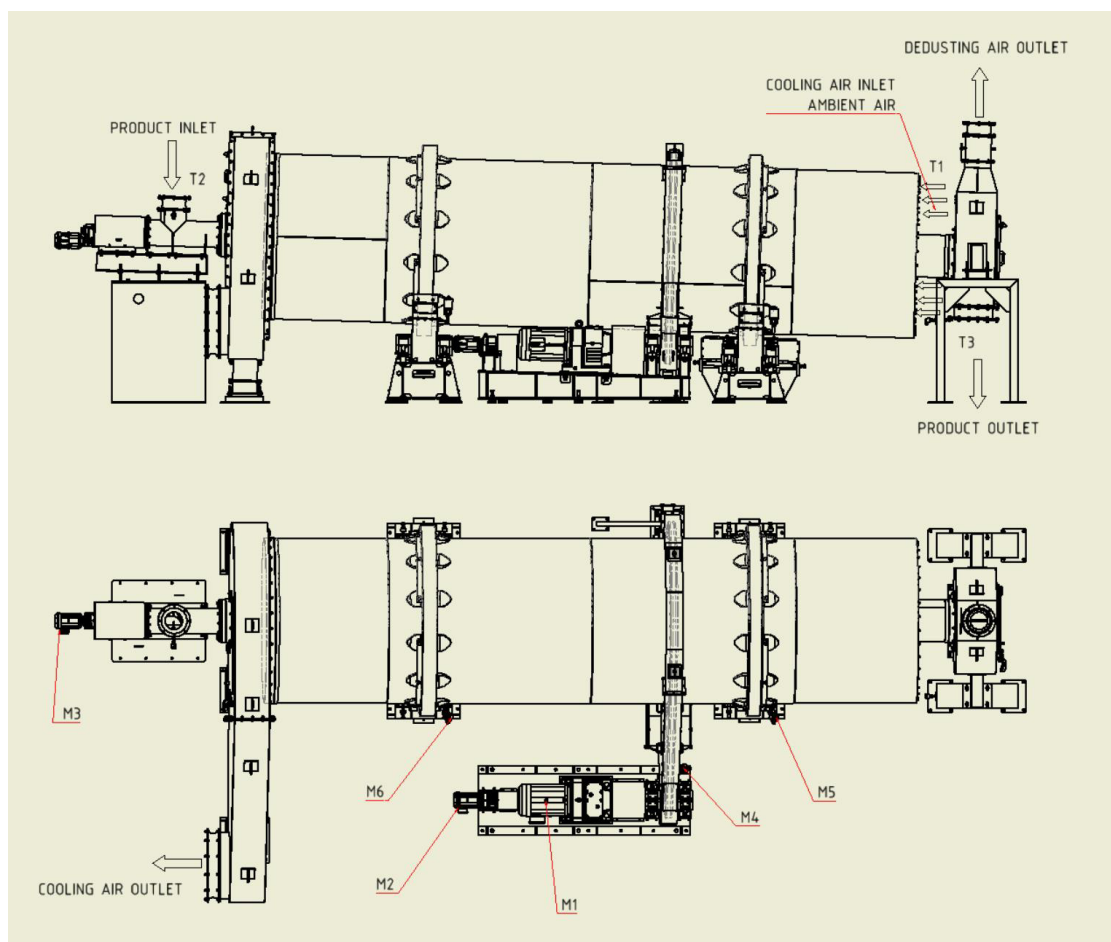 DEDUSTING AIR OUTLET
COOLING AIR INLET
AMBIENT AIR
PRODUCT INLET
T2
T1
T3
PRODUCT OUTLET
M3
M6
M5
M4
M2
M1
COOLING AIR OUTLET